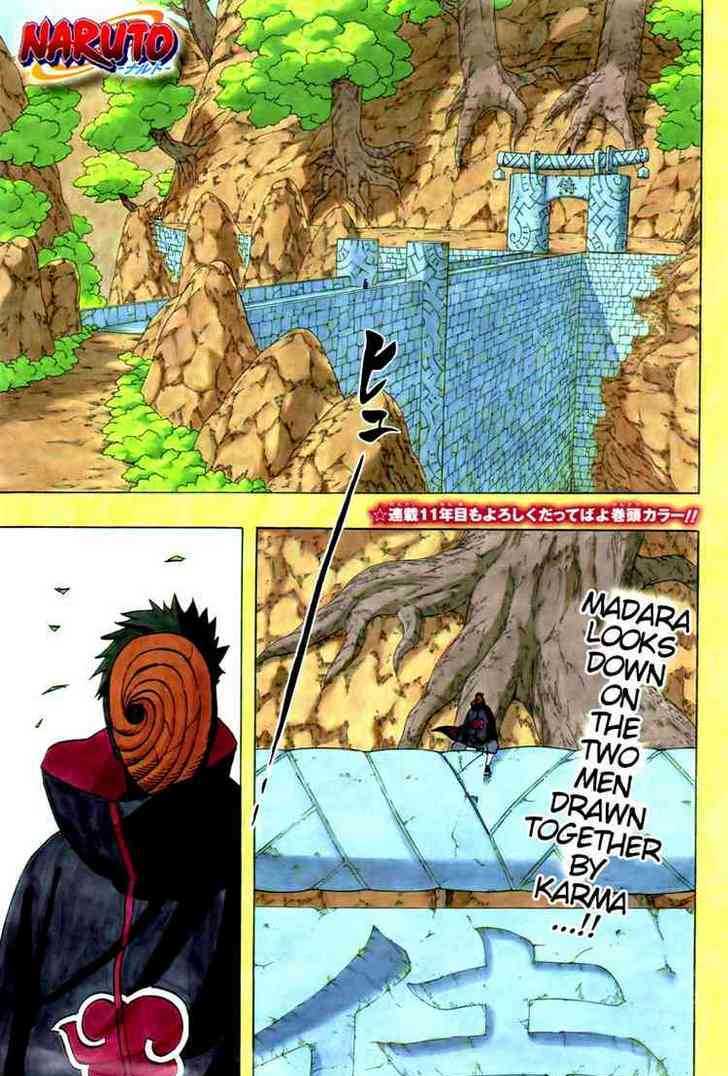 NARUTO
ーナルトー
ヒュ
☆連載11年目もよろしくだってばよ巻頭カラー!!
MADARA
LOOKS
DOWN
ON
THE
TWO
MEN
DRAWN
TOGETHER
BY
KARMA
...!!